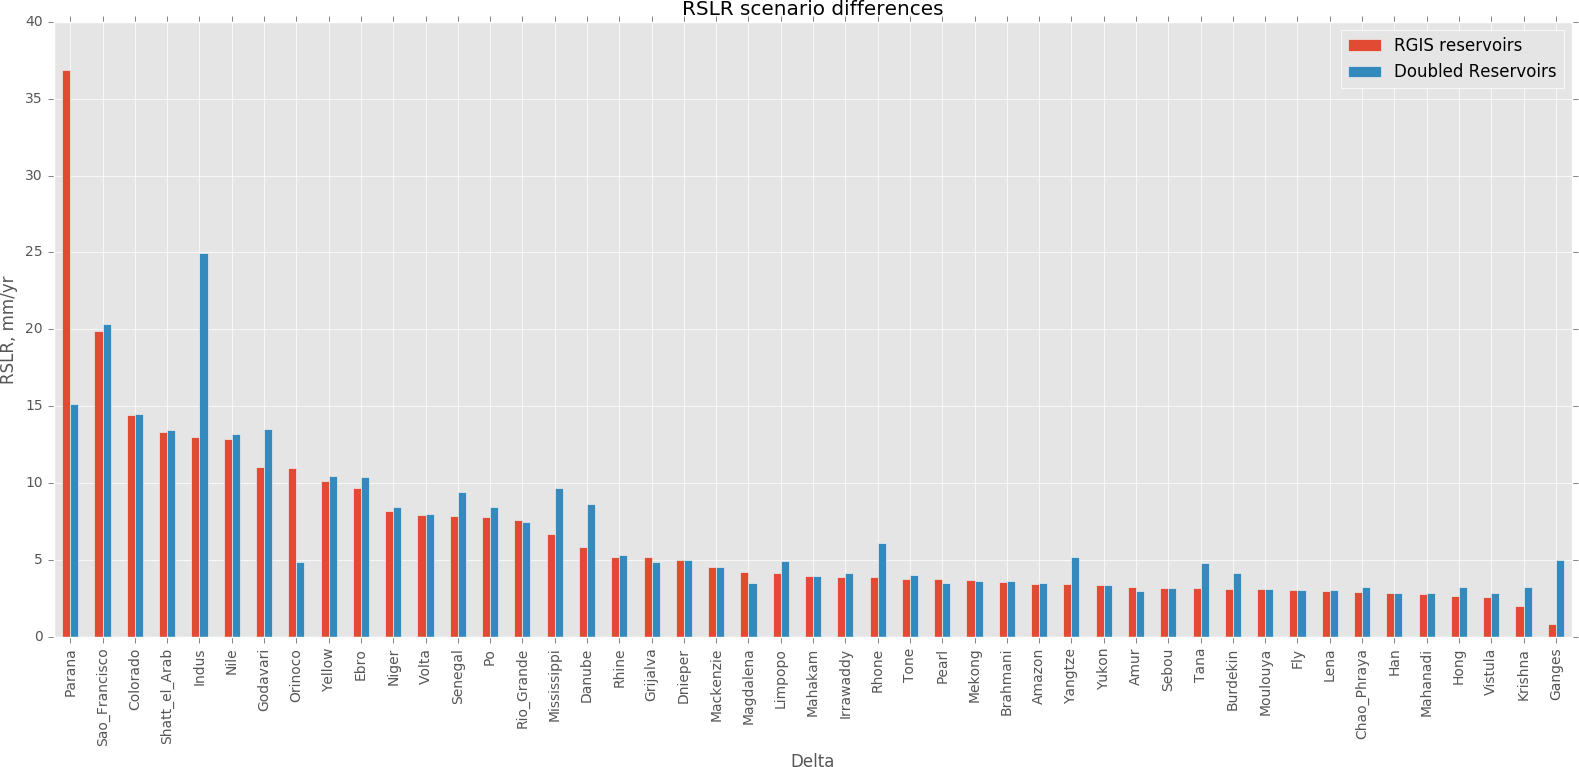 RSLR scenario differences
RGIS reservoirs
Doubled Reservoirs
RSLR, mm/yr
40
35
30
25
20
15
10
5
0
Parana
Sao_Francisco
Colorado
Shatt_el_Arab
Indus
Nile
Godavari
Orinoco
Yellow
Ebro
Niger
Volta
Senegal
Po
Rio_Grande
Mississippi
Danube
Rhine
Grijalva
Dnieper
Mackenzie
Magdalena
Limpopo
Mahakam
Irrawaddy
Rhone
Tone
Pearl
Mekong
Brahmani
Amazon
Yangtze
Yukon
Amur
Sebou
Tana
Burdekin
Moulouya
Fly
Lena
Chao_Phraya
Han
Mahanadi
Hong
Vistula
Krishna
Ganges
Delta